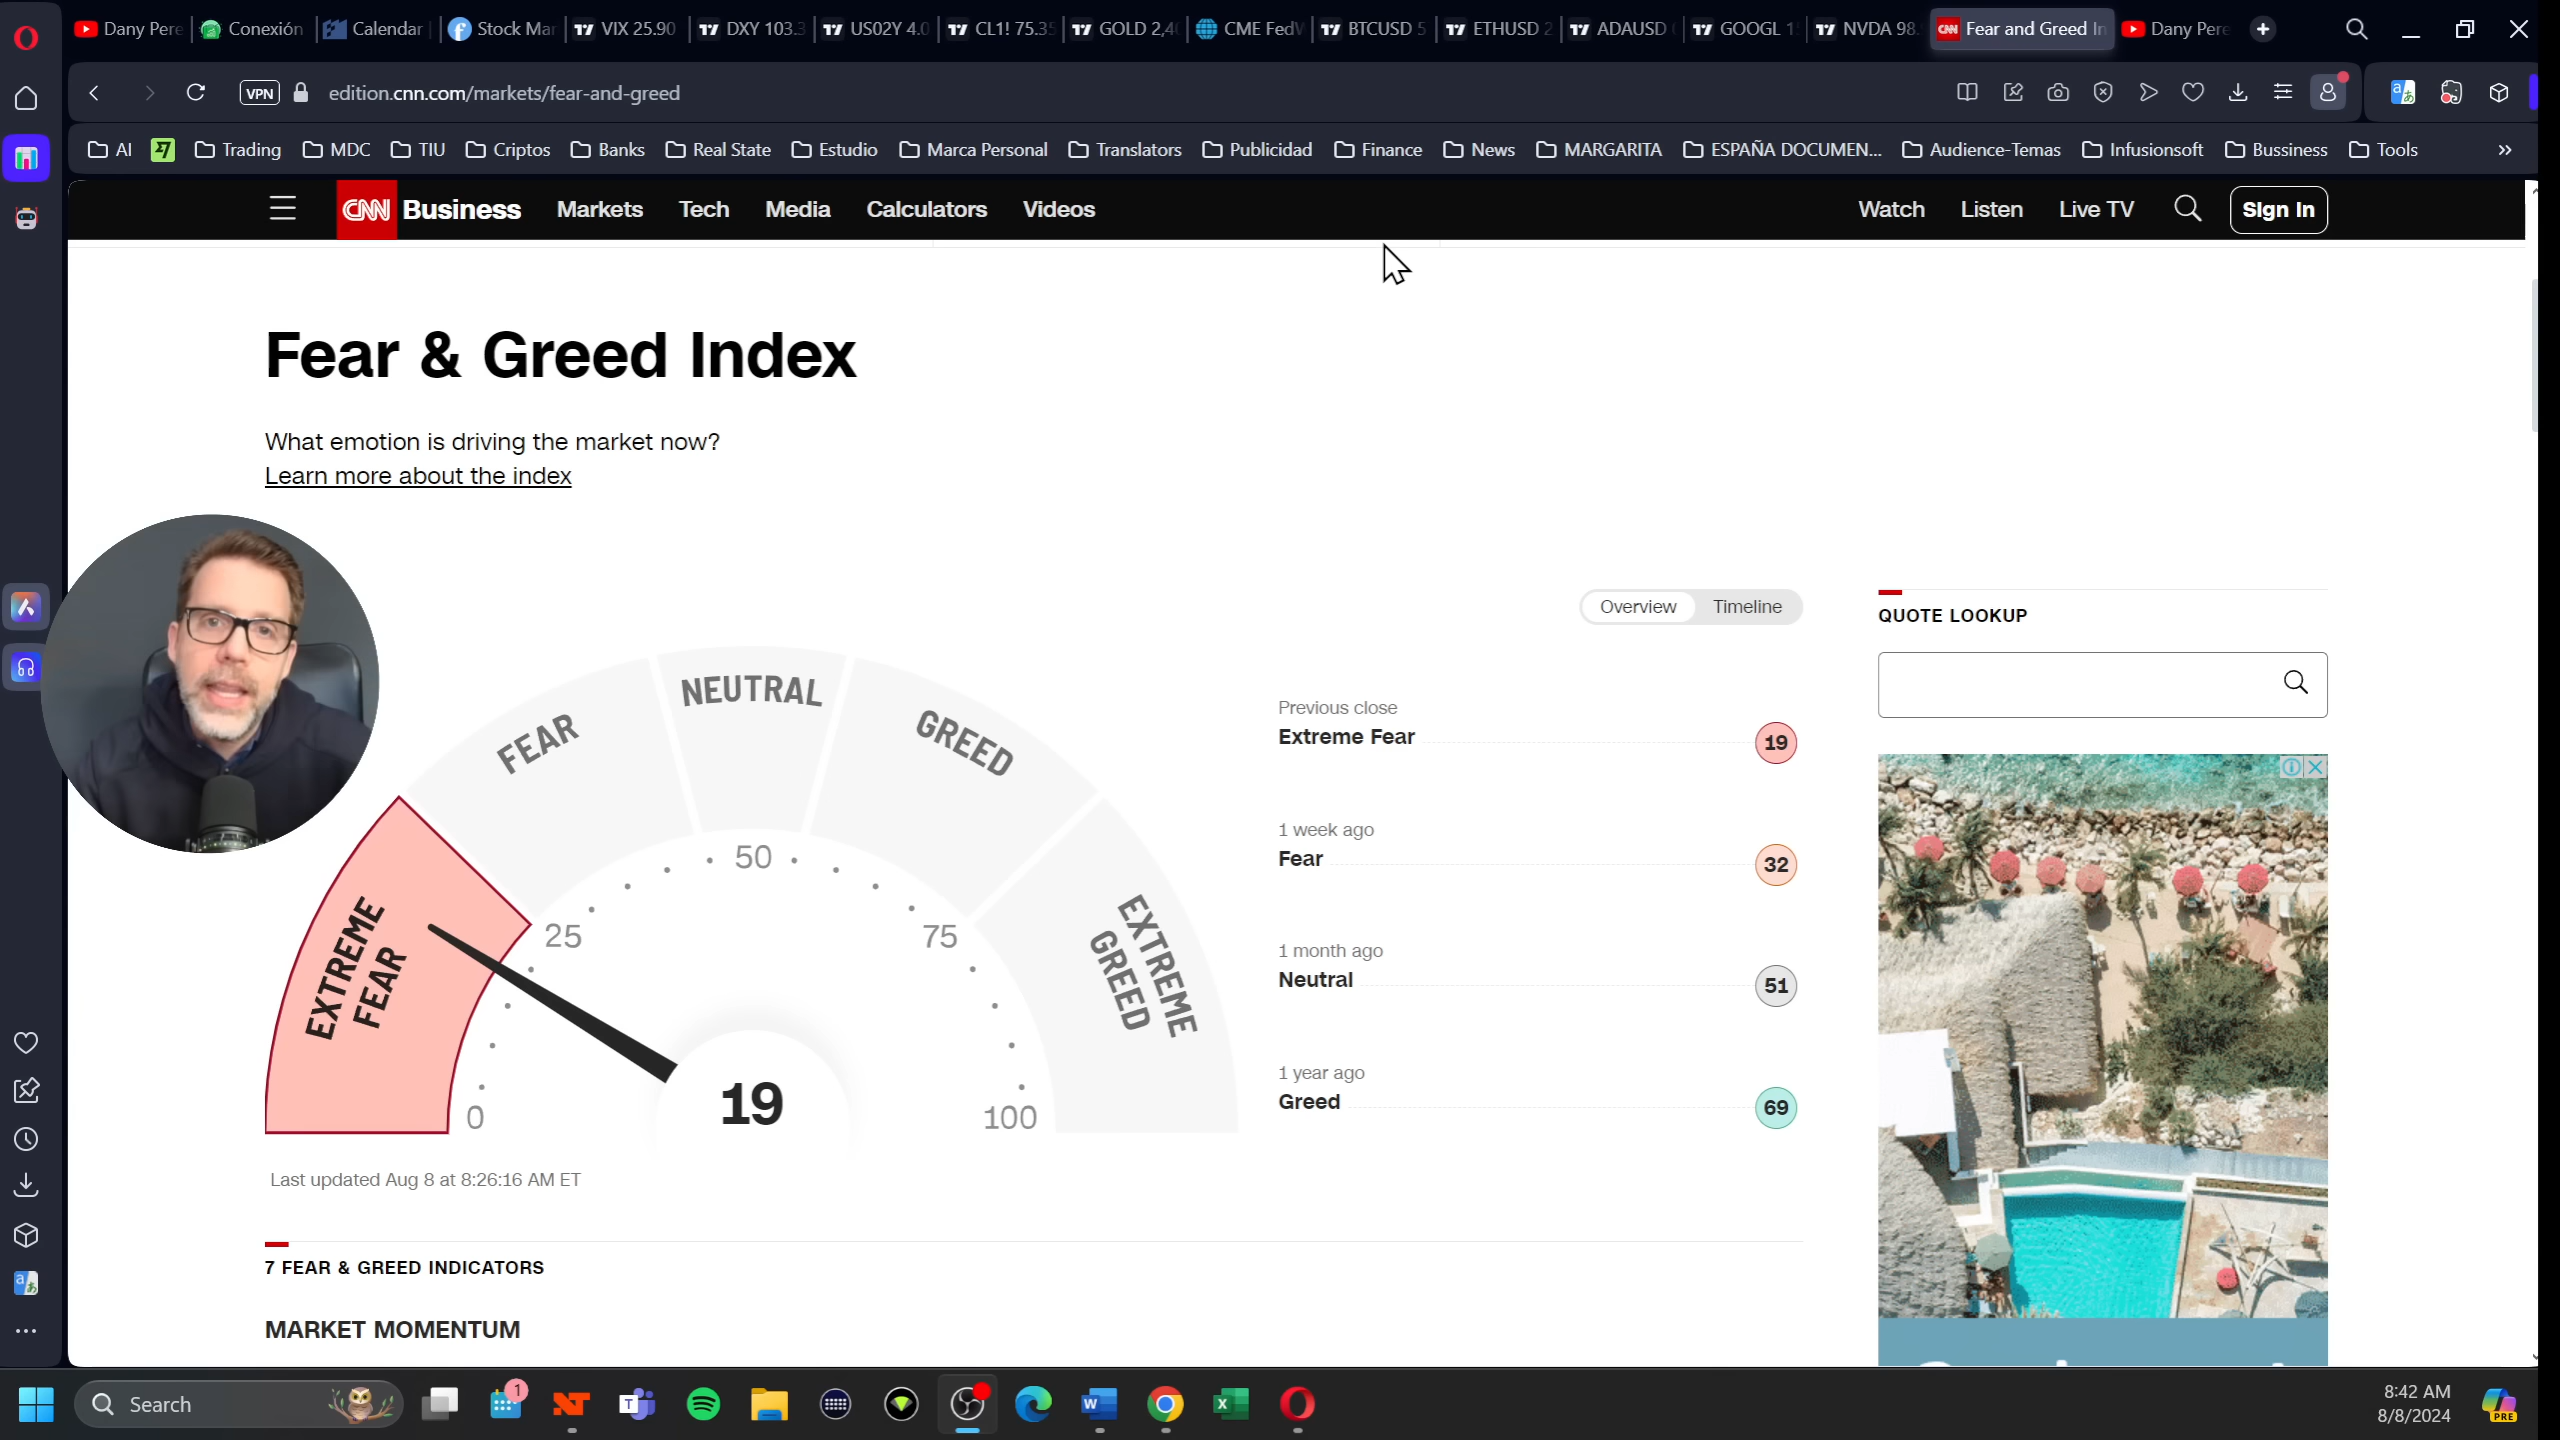 Dany Pere
Conexión
Calendar
Stock Mar
VIX 25.90
DXY 103.3
US02Y 4.0
CL1! 75.35
GOLD 2,4
CME FedW
BTCUSD 5
ETHUSD 2
ADAUSD
GOOGL 1
NVDA 98.
CNN Fear and Greed In
Dany Pere
VPN
edition.cnn.com/markets/fear-and-greed
AI
Trading
MDC
TIU
Criptos
Banks
Real State
Estudio
Marca Personal
Translators
Publicidad
Finance
News
MARGARITA
ESPAÑA DOCUMEN...
Audience-Temas
Infusionsoft
Bussiness
Tools
CNN Business
Markets
Tech
Media
Calculators
Videos
Watch
Listen
Live TV
Sign In
Fear & Greed Index
What emotion is driving the market now?
Learn more about the index
Overview
Timeline
QUOTE LOOKUP
EXTREME
FEAR
FEAR
NEUTRAL
GREED
EXTREME
GREED
0
25
50
75
100
19
Previous close
Extreme Fear
19
1 week ago
Fear
32
1 month ago
Neutral
51
1 year ago
Greed
69
Last updated Aug 8 at 8:26:16 AM ET
7 FEAR & GREED INDICATORS
MARKET MOMENTUM
Search
1
8:42 AM
8/8/2024
PRE